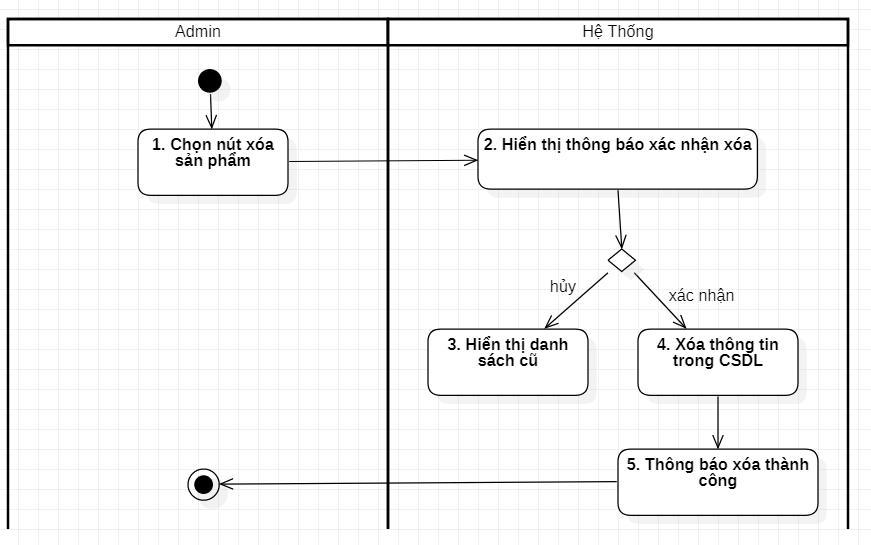 Admin
Hệ Thống
1. Chọn nút xóa
sản phẩm
2. Hiển thị thông báo xác nhận xóa
hủy
xác nhận
3. Hiển thị danh
sách cũ
4. Xóa thông tin
trong CSDL
5. Thông báo xóa thành
công